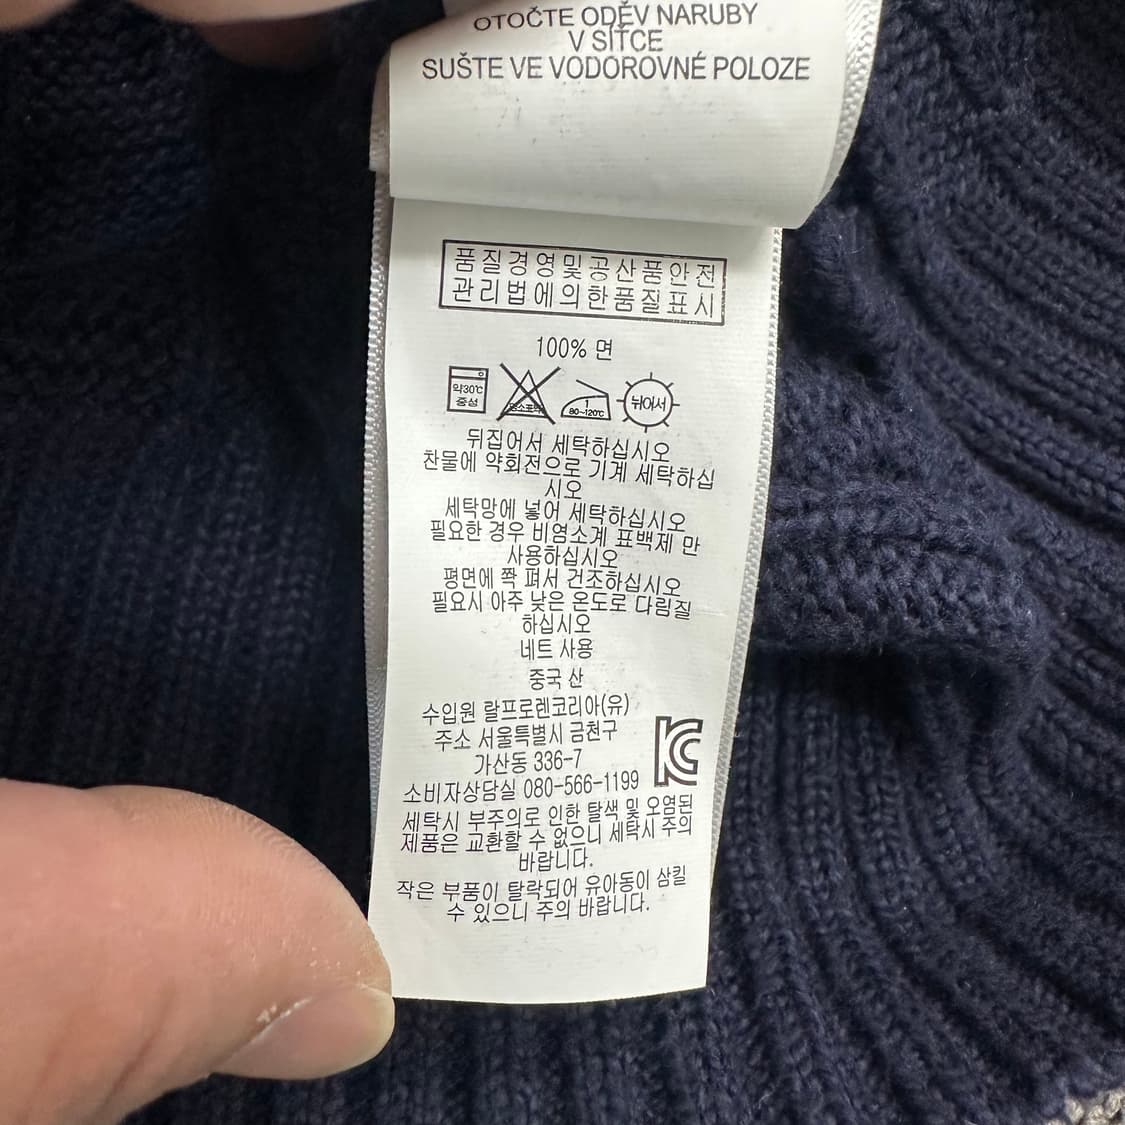 OTOČTE ODĚV NARUBY
V SÍŤCE
SUŠTE VE VODOROVNÉ POLOZE
품질경영및공산품안전
관리법에의한품질표시
100% 면
약30℃
중성
염소표백
80~120℃
뉘어서
뒤집어서 세탁하십시오
찬물에 약회전으로 기계 세탁하십
시오
세탁망에 넣어 세탁하십시오
필요한 경우 비염소계 표백제 만
사용하십시오
평면에 쫙 펴서 건조하십시오
필요시 아주 낮은 온도로 다림질
하십시오
네트 사용
중국 산
수입원 랄프로렌코리아(유)
주소 서울특별시 금천구
가산동 336-7
KC
소비자상담실 080-566-1199
세탁시 부주의로 인한 탈색 및 오염된
제품은 교환할 수 없으니 세탁시 주의
바랍니다.
작은 부품이 탈락되어 유아동이 삼킬
수 있으니 주의 바랍니다.